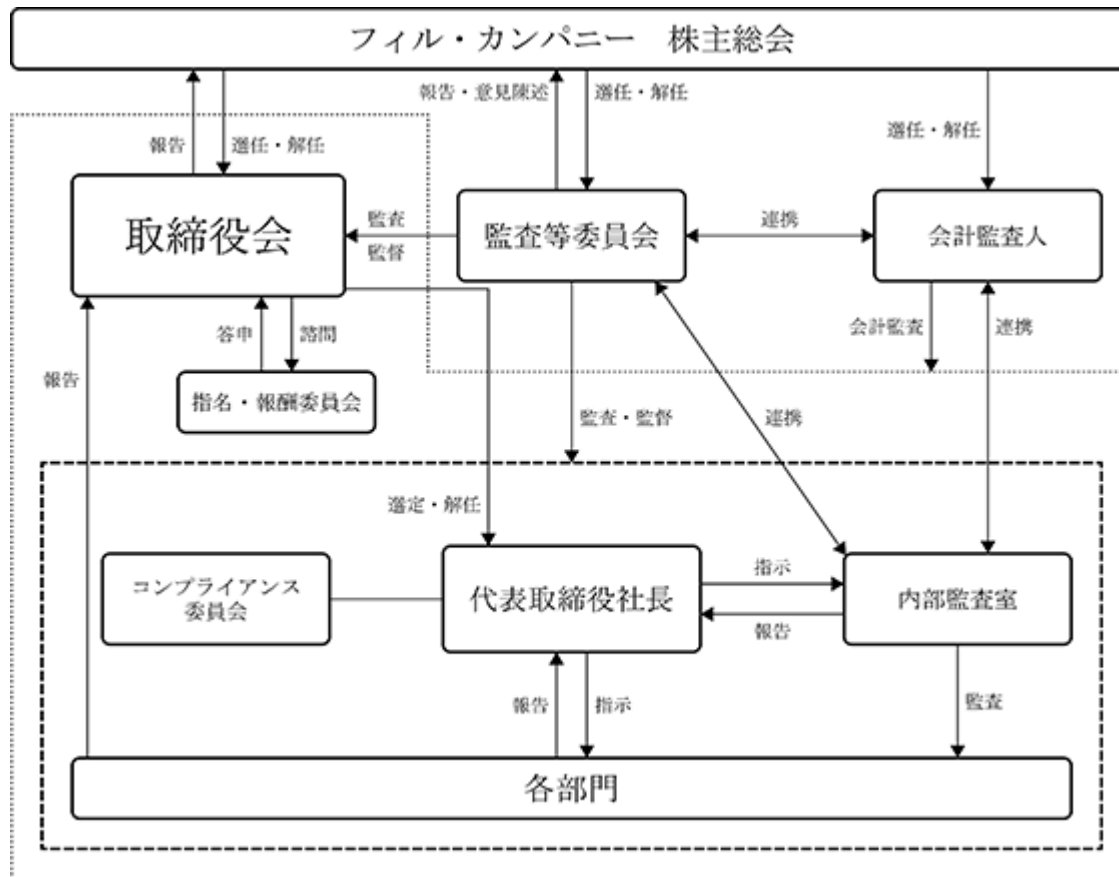 フィル・カンパニー　株主総会
報告
選任・解任
報告・意見陳述
選任・解任
選任・解任
取締役会
監査
監督
監査等委員会
連携
会計監査人
答申
諮問
会計監査
連携
報告
指名・報酬委員会
監査・監督
連携
選定・解任
コンプライアンス
委員会
代表取締役社長
指示
報告
内部監査室
報告
指示
監査
各部門